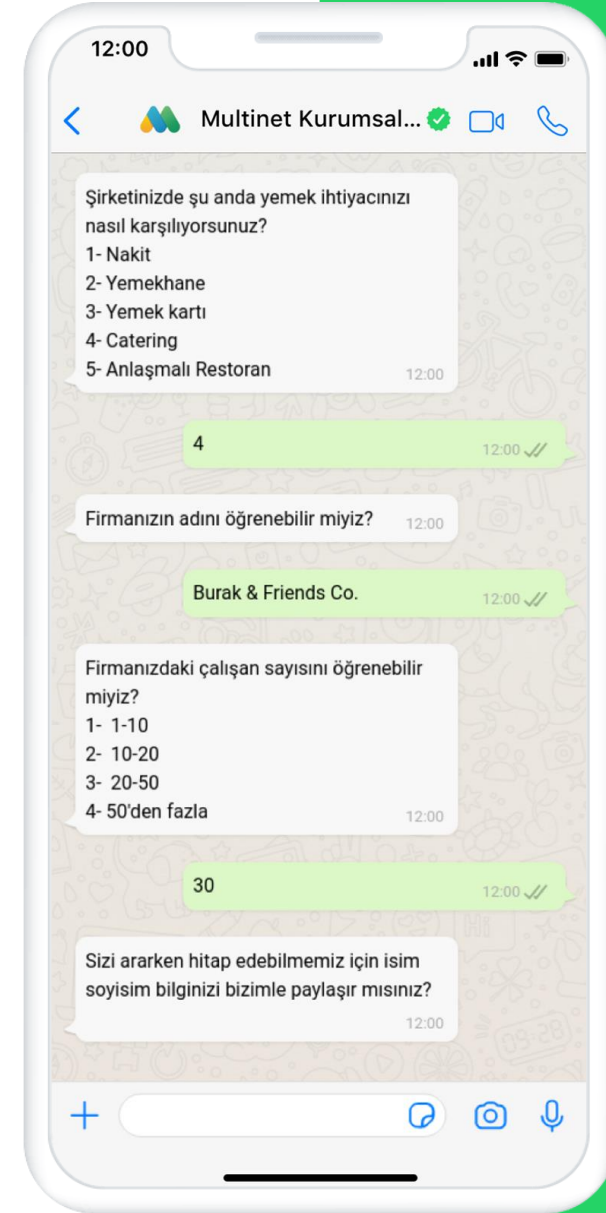 12:00
Multinet Kurumsal...
Şirketinizde şu anda yemek ihtiyacınızı
nasıl karşılıyorsunuz?
1- Nakit
2- Yemekhane
3- Yemek kartı
4- Catering
5- Anlaşmalı Restoran
12:00
4
12:00
Firmanızın adını öğrenebilir miyiz?
12:00
Burak & Friends Co.
12:00
Firmanızdaki çalışan sayısını öğrenebilir
miyiz?
1- 1-10
2- 10-20
3- 20-50
4- 50'den fazla
12:00
30
12:00
Sizi ararken hitap edebilmemiz için isim
soyisim bilginizi bizimle paylaşır mısınız?
12:00